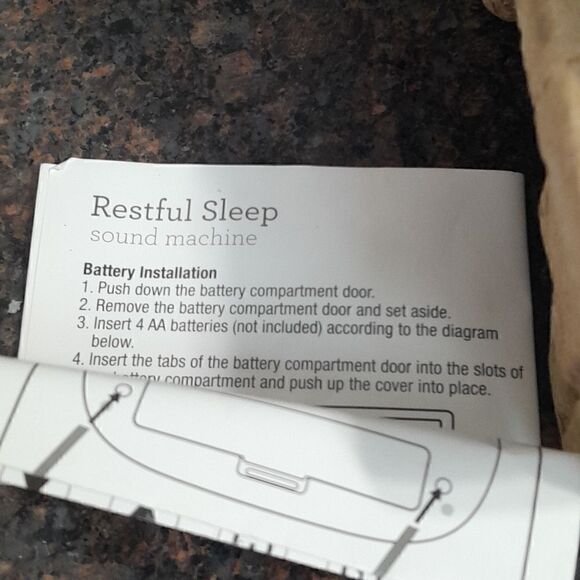 Restful Sleep
sound machine
Battery Installation
1. Push down the battery compartment door.
2. Remove the battery compartment door and set aside.
3. Insert 4 AA batteries (not included) according to the diagram
below.
4. Insert the tabs of the battery compartment door into the slots of
battery compartment and push up the cover into place.